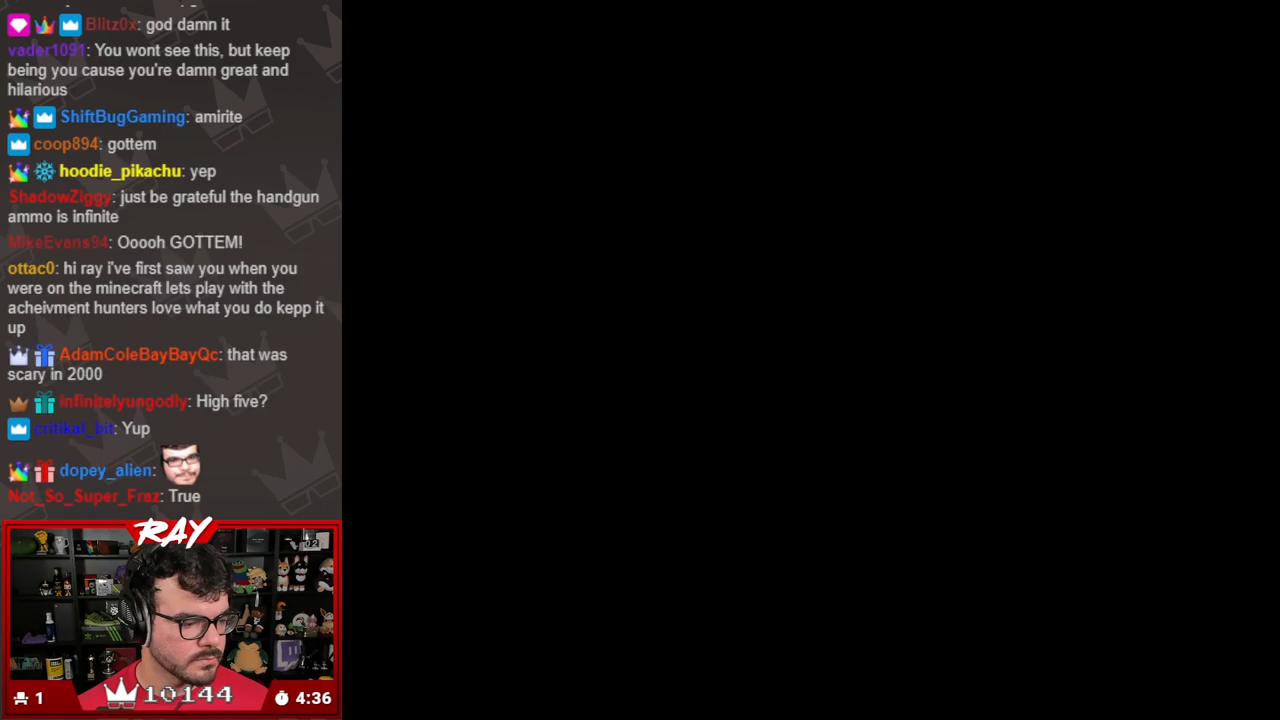 Blitz0x: god damn it
vader1091: You wont see this, but keep
being you cause you're damn great and
hilarious
ShiftBugGaming: amirite
coop894: gottem
hoodie_pikachu: yep
ShadowZiggy: just be grateful the handgun
ammo is infinite
MikeEvans94: Ooooh GOTTEM!
ottac0: hi ray i've first saw you when you
were on the minecraft lets play with the
acheivment hunters love what you do kepp it
up
AdamColeBayBayQc: that was
scary in 2000
infinitelyungodly: High five?
critikal_bit: Yup
dopey_alien:
Not_So_Super_Fraz: True
RAY
1
10144
4:36